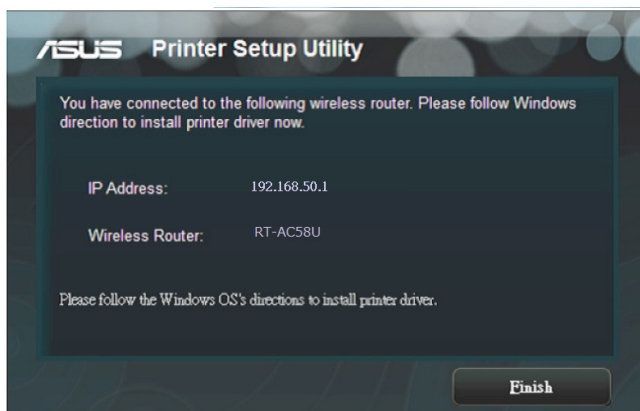 ASUS Printer Setup Utility
You have connected to the following wireless router. Please follow Windows
direction to install printer driver now.
IP Address: 192.168.50.1
Wireless Router: RT-AC58U
Please follow the Windows OS's directions to install printer driver.
Finish